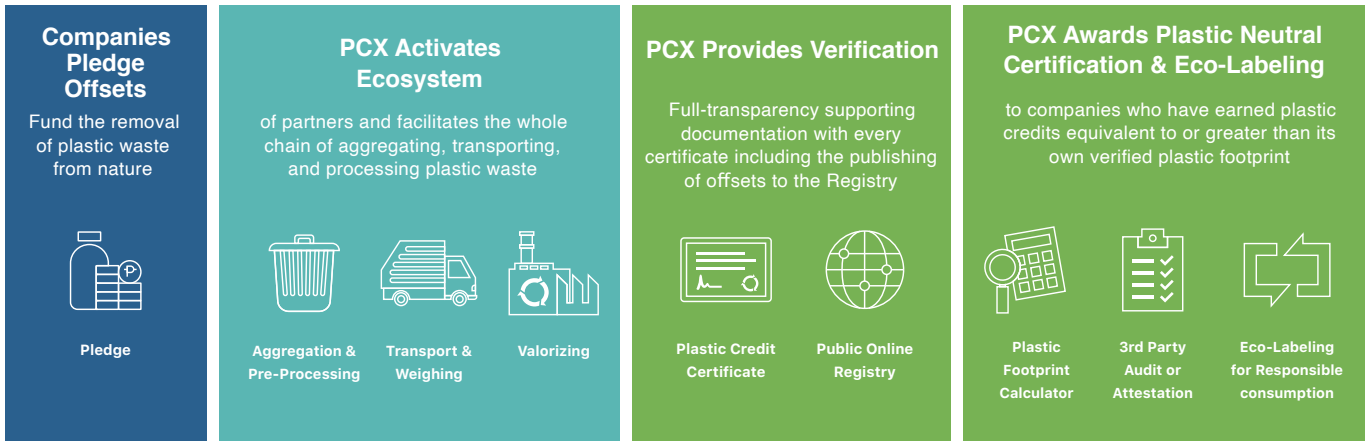 Companies
Pledge
Offsets
Fund the removal
of plastic waste
from nature
Pledge
PCX Activates
Ecosystem
of partners and facilitates the whole
chain of aggregating, transporting,
and processing plastic waste
Aggregation &
Pre-Processing
Transport &
Weighing
Valorizing
PCX Provides Verification
Full-transparency supporting
documentation with every
certificate including the publishing
of offsets to the Registry
Plastic Credit
Certificate
Public Online
Registry
PCX Awards Plastic Neutral
Certification & Eco-Labeling
to companies who have earned plastic
credits equivalent to or greater than its
own verified plastic footprint
Plastic
Footprint
Calculator
3rd Party
Audit or
Attestation
Eco-Labeling
for Responsible
consumption